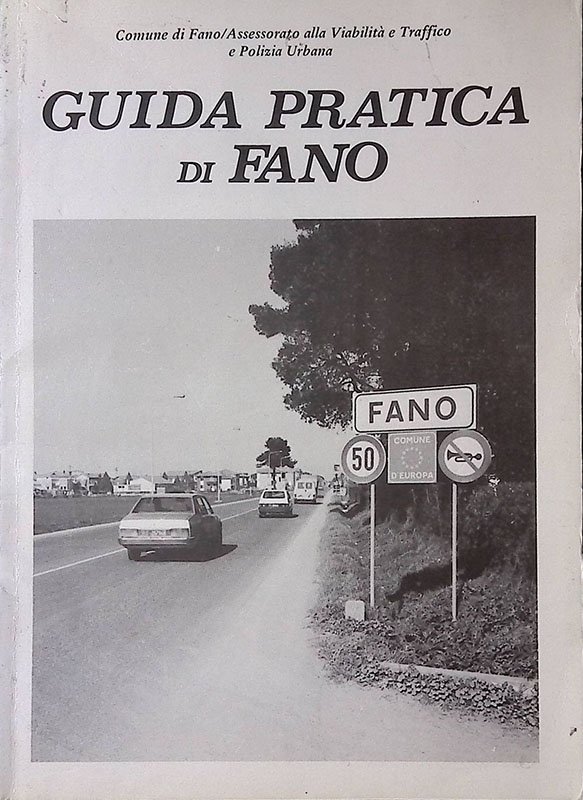 Comune di Fano/Assessorato alla Viabilità e Traffico
e Polizia Urbana
GUIDA PRATICA
DI FANO
FANO
50
COMUNE
D'EUROPA